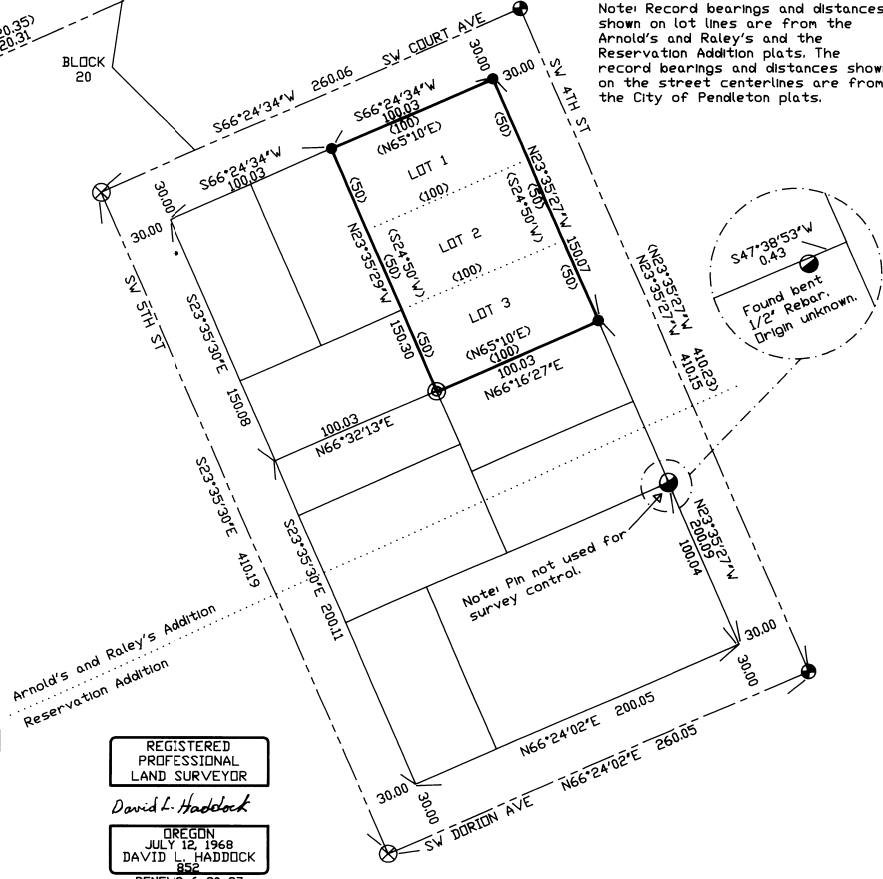 20.35)
20.31
BLOCK
20
Note: Record bearings and distances
shown on lot lines are from the
Arnold's and Raley's and the
Reservation Addition plats. The
record bearings and distances show
on the street centerlines are from
the City of Pendleton plats.
SW COURT AVE
S66°24'34"W 260.06
30.00
30.00
SW 4TH ST
S66°24'34"W
100.03
(100)
(N65°10'E)
S66°24'34"W
100.03
30.00
30.00
LOT 1
(100)
(50)
(50)
N23°35'27"W
150.07
(50)
(S24°50'W)
LOT 2
(S24°50'W)
(50)
N23°35'29"W
150.30
(100)
(50)
LOT 3
(50)
(N65°10'E)
(100)
100.03
N66°16'27"E
SW 5TH ST
S23°35'30"E
150.08
100.03
N66°32'13"E
(N23°35'27"W 410.23)
N23°35'27"W 410.15
S47°38'53"W
0.43
Found bent
1/2" Rebar.
Origin unknown.
S23°35'30"E 410.19
S23°35'30"E 200.11
N23°35'27"W
200.09
100.04
Note: Pin not used for
survey control.
Arnold's and Raley's Addition
Reservation Addition
30.00
30.00
N66°24'02"E 200.05
30.00
30.00
SW DORION AVE N66°24'02"E 260.05
REGISTERED
PROFESSIONAL
LAND SURVEYOR
David L. Haddock
OREGON
JULY 12, 1968
DAVID L. HADDOCK
852